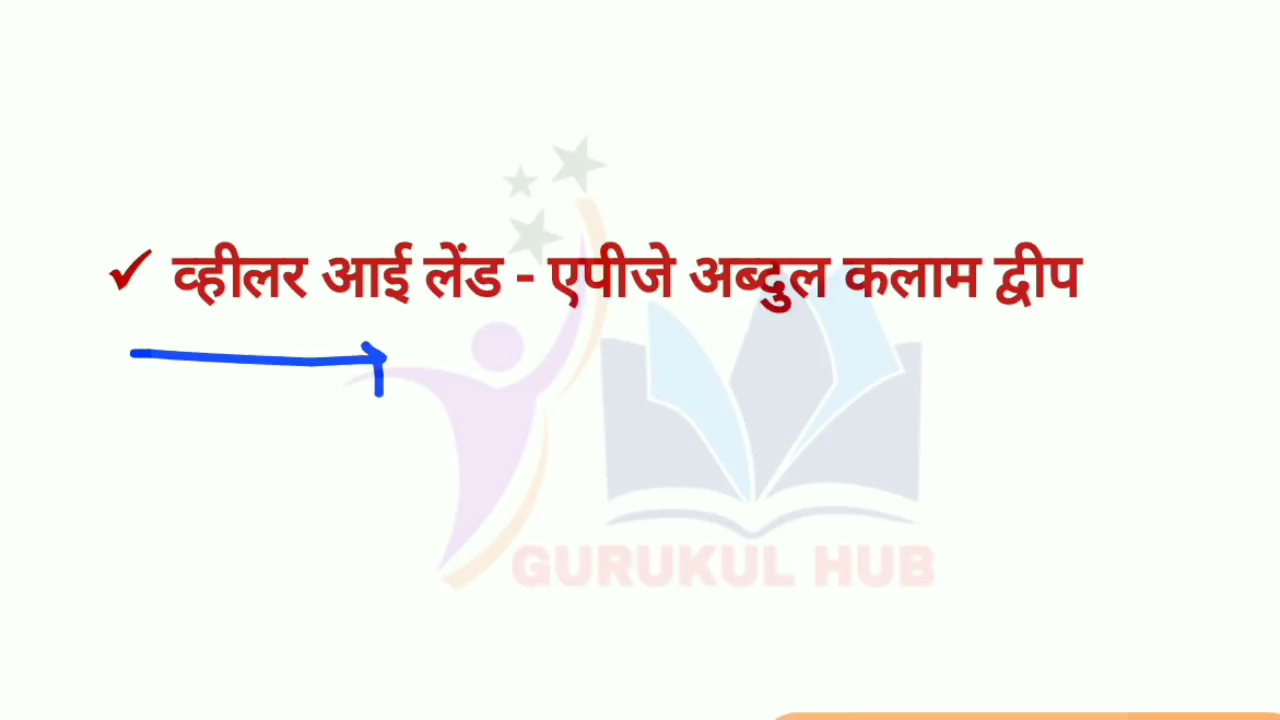 ✓ व्हीलर आई लेंड - एपीजे अब्दुल कलाम द्वीप
GURUKUL HUB